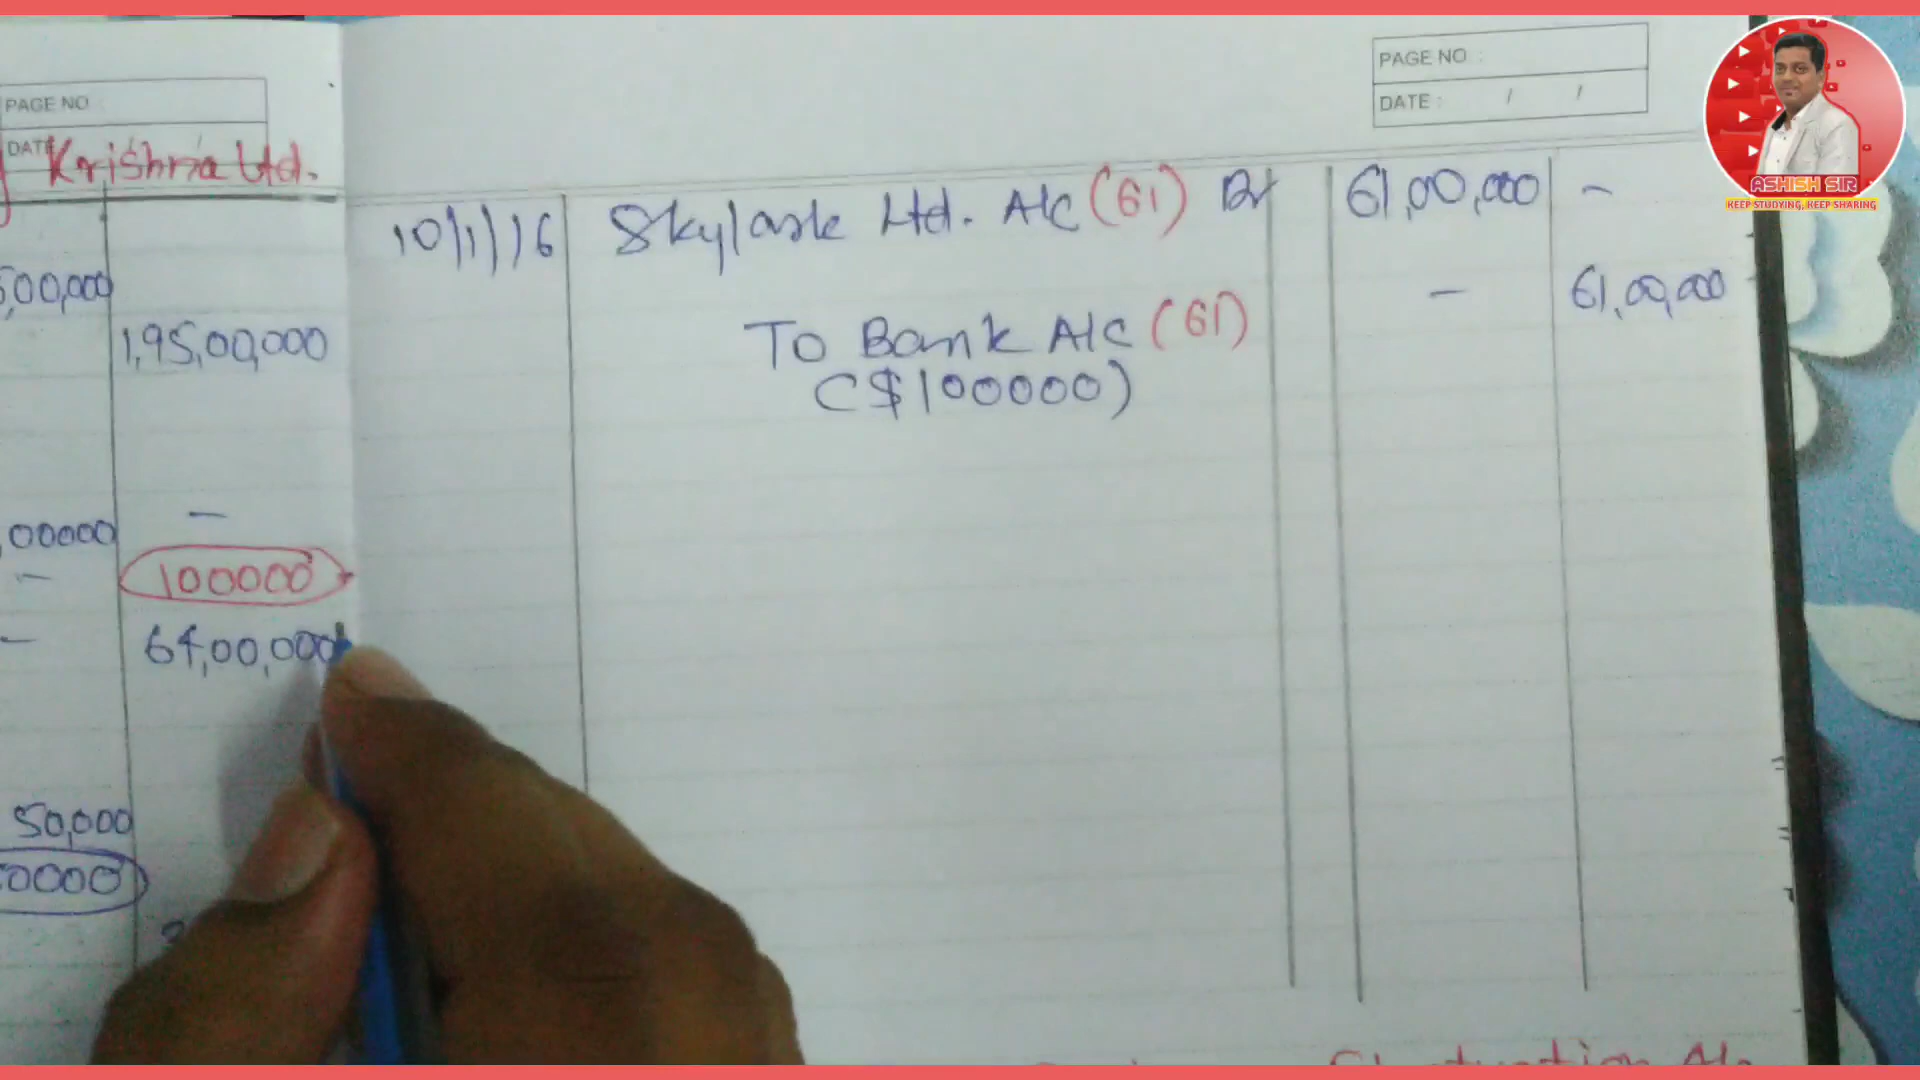 PAGE NO :
DATE
Krishna Ltd.
1,95,00,000
-
00000
-
100000
-
64,00,000
50,000
0000
PAGE NO :
DATE : / /
10/1/16 Skylark Ltd. A/c (61) Dr 61,00,000 -
To Bank A/c (61) - 61,00,000
($100000)
ASHISH SIR
KEEP STUDYING, KEEP SHARING